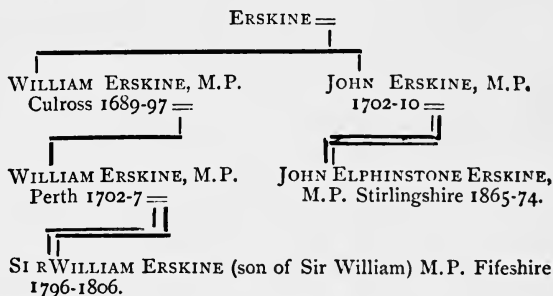 ERSKINE =
WILLIAM ERSKINE, M.P.
Culross 1689-97 =
JOHN ERSKINE, M.P.
1702-10 =
WILLIAM ERSKINE, M.P.
Perth 1702-7 =
JOHN ELPHINSTONE ERSKINE,
M.P. Stirlingshire 1865-74.
SI RWILLIAM ERSKINE (son of Sir William) M.P. Fifeshire
1796-1806.